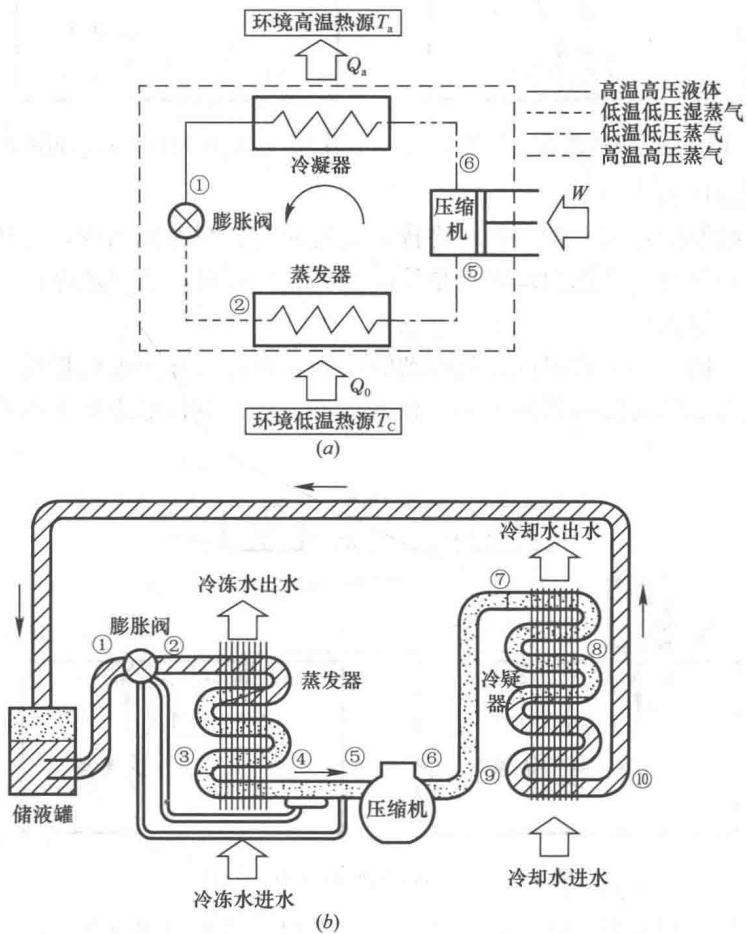 环境高温热源Ta
Qa
高温高压液体
低温低压湿蒸气
低温低压蒸气
高温高压蒸气
冷凝器
⑥
①
膨胀阀
压缩机
W
⑤
蒸发器
②
Q0
环境低温热源TC
(a)
冷却水出水
⑦
冷冻水出水
膨胀阀
①
②
蒸发器
冷疑器
⑧
③
④
⑤
⑥
⑨
⑩
储液罐
压缩机
冷冻水进水
冷却水进水
(b)